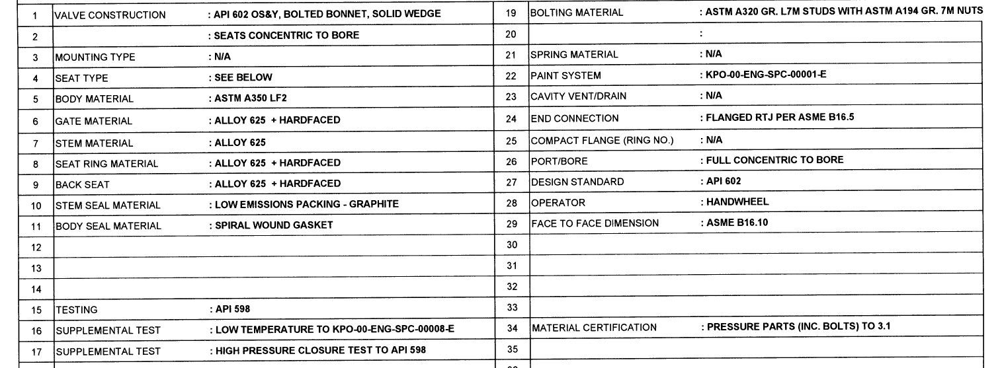 1 VALVE CONSTRUCTION : API 602 OS&Y, BOLTED BONNET, SOLID WEDGE
2 : SEATS CONCENTRIC TO BORE
3 MOUNTING TYPE : N/A
4 SEAT TYPE : SEE BELOW
5 BODY MATERIAL : ASTM A350 LF2
6 GATE MATERIAL : ALLOY 625 + HARDFACED
7 STEM MATERIAL : ALLOY 625
8 SEAT RING MATERIAL : ALLOY 625 + HARDFACED
9 BACK SEAT : ALLOY 625 + HARDFACED
10 STEM SEAL MATERIAL : LOW EMISSIONS PACKING - GRAPHITE
11 BODY SEAL MATERIAL : SPIRAL WOUND GASKET
12
13
14
15 TESTING : API 598
16 SUPPLEMENTAL TEST : LOW TEMPERATURE TO KPO-00-ENG-SPC-00008-E
17 SUPPLEMENTAL TEST : HIGH PRESSURE CLOSURE TEST TO API 598
19 BOLTING MATERIAL : ASTM A320 GR. L7M STUDS WITH ASTM A194 GR. 7M NUTS
20 :
21 SPRING MATERIAL : N/A
22 PAINT SYSTEM : KPO-00-ENG-SPC-00001-E
23 CAVITY VENT/DRAIN : N/A
24 END CONNECTION : FLANGED RTJ PER ASME B16.5
25 COMPACT FLANGE (RING NO.) : N/A
26 PORT/BORE : FULL CONCENTRIC TO BORE
27 DESIGN STANDARD : API 602
28 OPERATOR : HANDWHEEL
29 FACE TO FACE DIMENSION : ASME B16.10
30
31
32
33
34 MATERIAL CERTIFICATION : PRESSURE PARTS (INC. BOLTS) TO 3.1
35